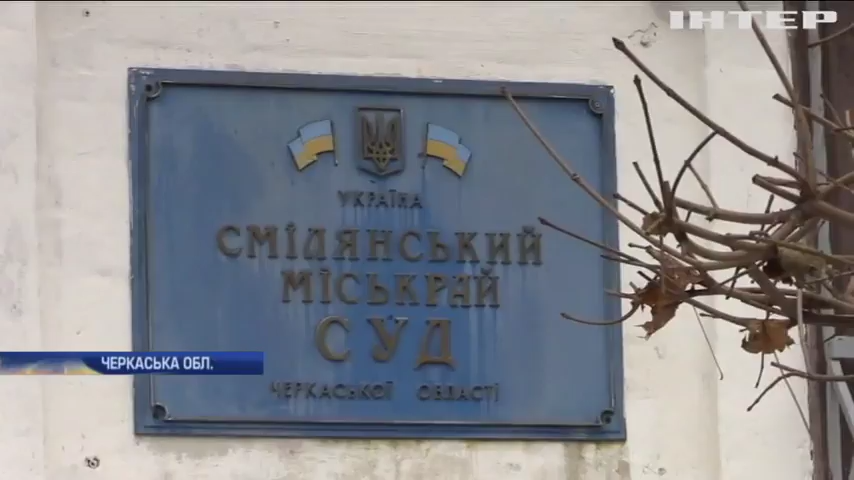 ІНТЕР
УКРАЇНА
СМІЛЯНСЬКИЙ
МІСЬКРАЙ
СУД
ЧЕРКАСЬКОЇ ОБЛАСТІ
ЧЕРКАСЬКА ОБЛ.